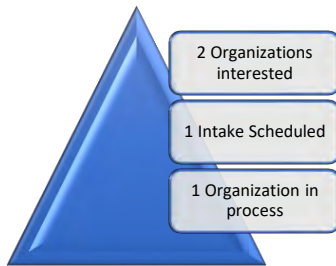 2 Organizations
interested
1 Intake Scheduled
1 Organization in
process